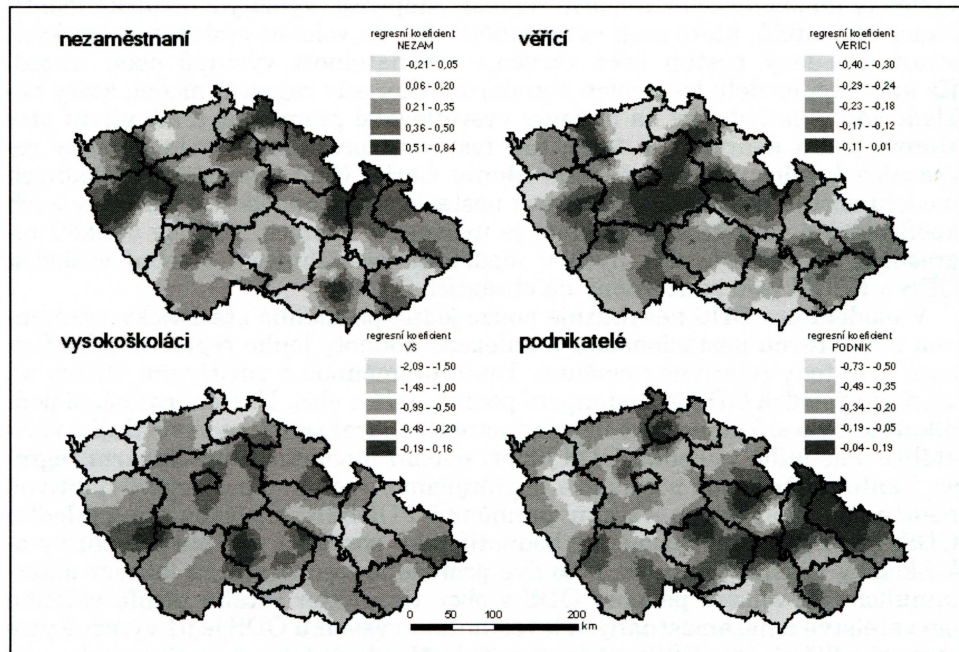 nezaměstnaní
regresní koeficient
NEZAM
-0,21 - 0,05
0,06 - 0,20
0,21 - 0,35
0,36 - 0,50
0,51 - 0,84
věřící
regresní koeficient
VERICI
-0,40 - -0,30
-0,29 - -0,24
-0,23 - -0,18
-0,17 - -0,12
-0,11 - 0,01
vysokoškoláci
regresní koeficient
VS
-2,09 - -1,50
-1,49 - -1,00
-0,99 - -0,50
-0,49 - -0,20
-0,19 - 0,16
podnikatelé
regresní koeficient
PODNIK
-0,73 - -0,50
-0,49 - -0,35
-0,34 - -0,20
-0,19 - -0,05
-0,04 - 0,19
0 50 100 200
km